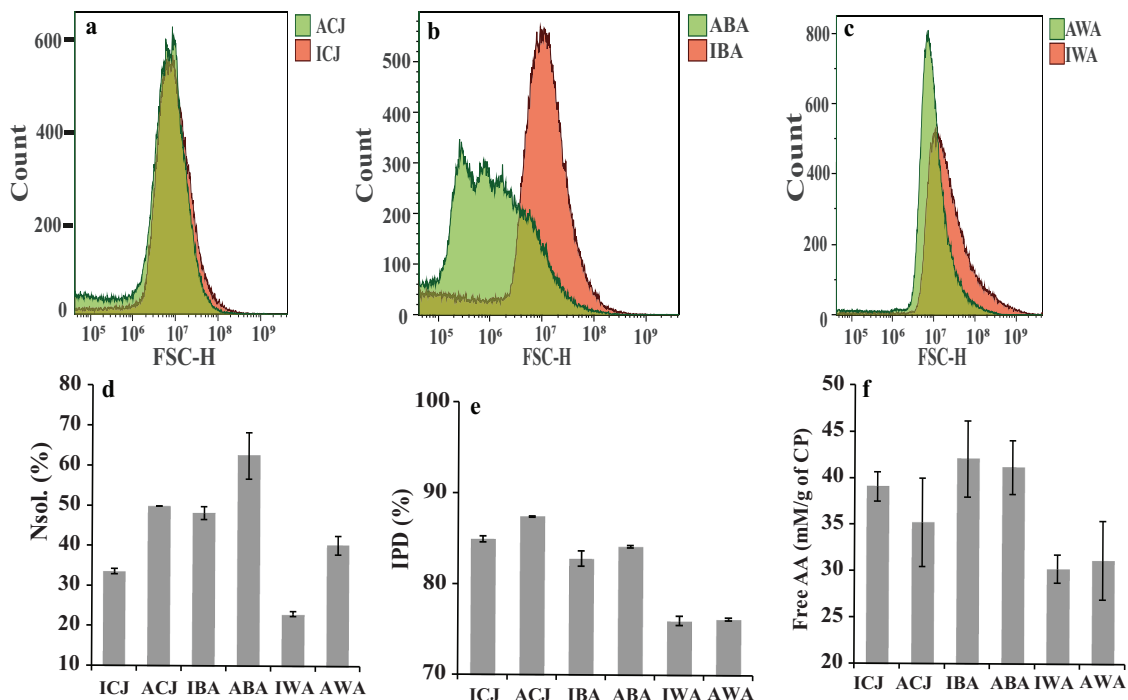 a
ACJ
ICJ
600
400
200
0
Count
10⁵ 10⁶ 10⁷ 10⁸ 10⁹
FSC-H
b
ABA
IBA
500
400
300
200
100
0
Count
10⁵ 10⁶ 10⁷ 10⁸ 10⁹
FSC-H
c
AWA
IWA
800
600
400
200
0
Count
10⁵ 10⁶ 10⁷ 10⁸ 10⁹
FSC-H
d
80
70
60
50
40
30
20
10
Nsol. (%)
ICJ ACJ IBA ABA IWA AWA
e
100
90
80
70
IPD (%)
ICJ ACJ IBA ABA IWA AWA
f
50
45
40
35
30
25
20
Free AA (mM/g of CP)
ICJ ACJ IBA ABA IWA AWA